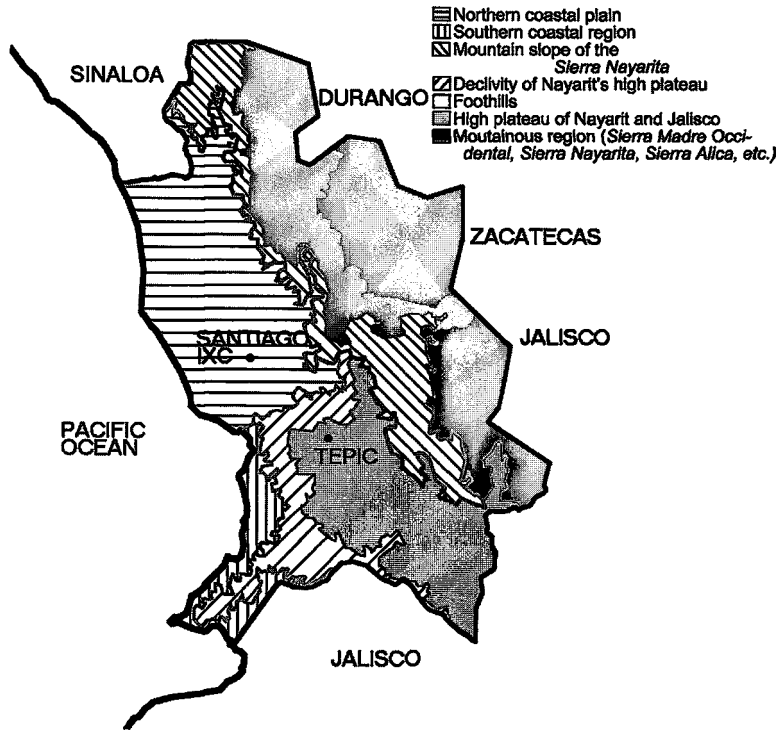 Northern coastal plain
Southern coastal region
Mountain slope of the
Sierra Nayarita
Declivity of Nayarit's high plateau
Foothills
High plateau of Nayarit and Jalisco
Moutainous region (Sierra Madre Occi-
dental, Sierra Nayarita, Sierra Alica, etc.)
SINALOA
DURANGO
ZACATECAS
SANTIAGO
IXC
JALISCO
PACIFIC
OCEAN
TEPIC
JALISCO